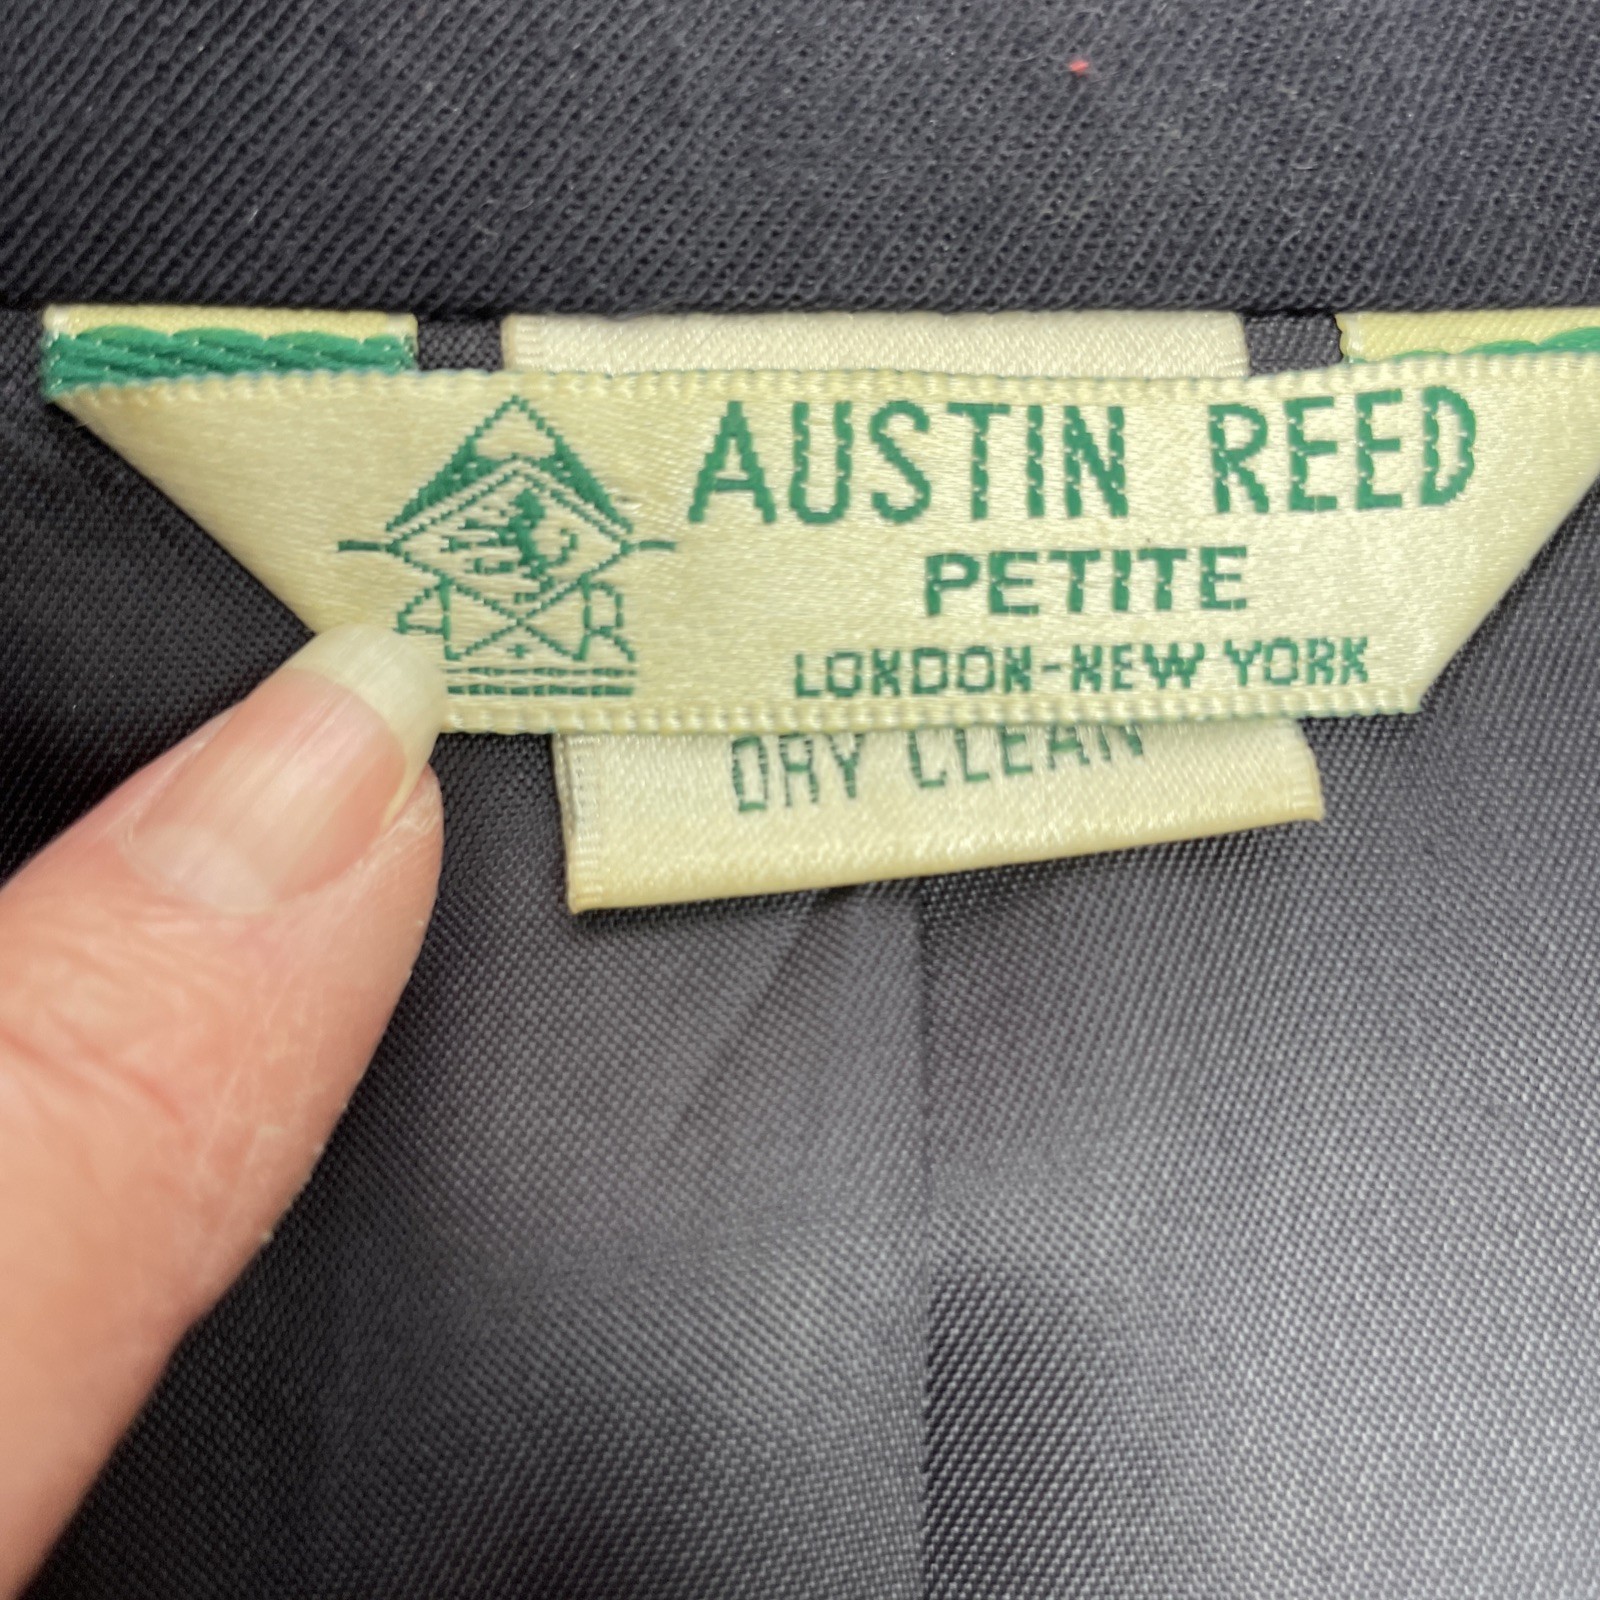 AUSTIN REED
PETITE
LONDON-NEW YORK
A R
DRY CLEAN